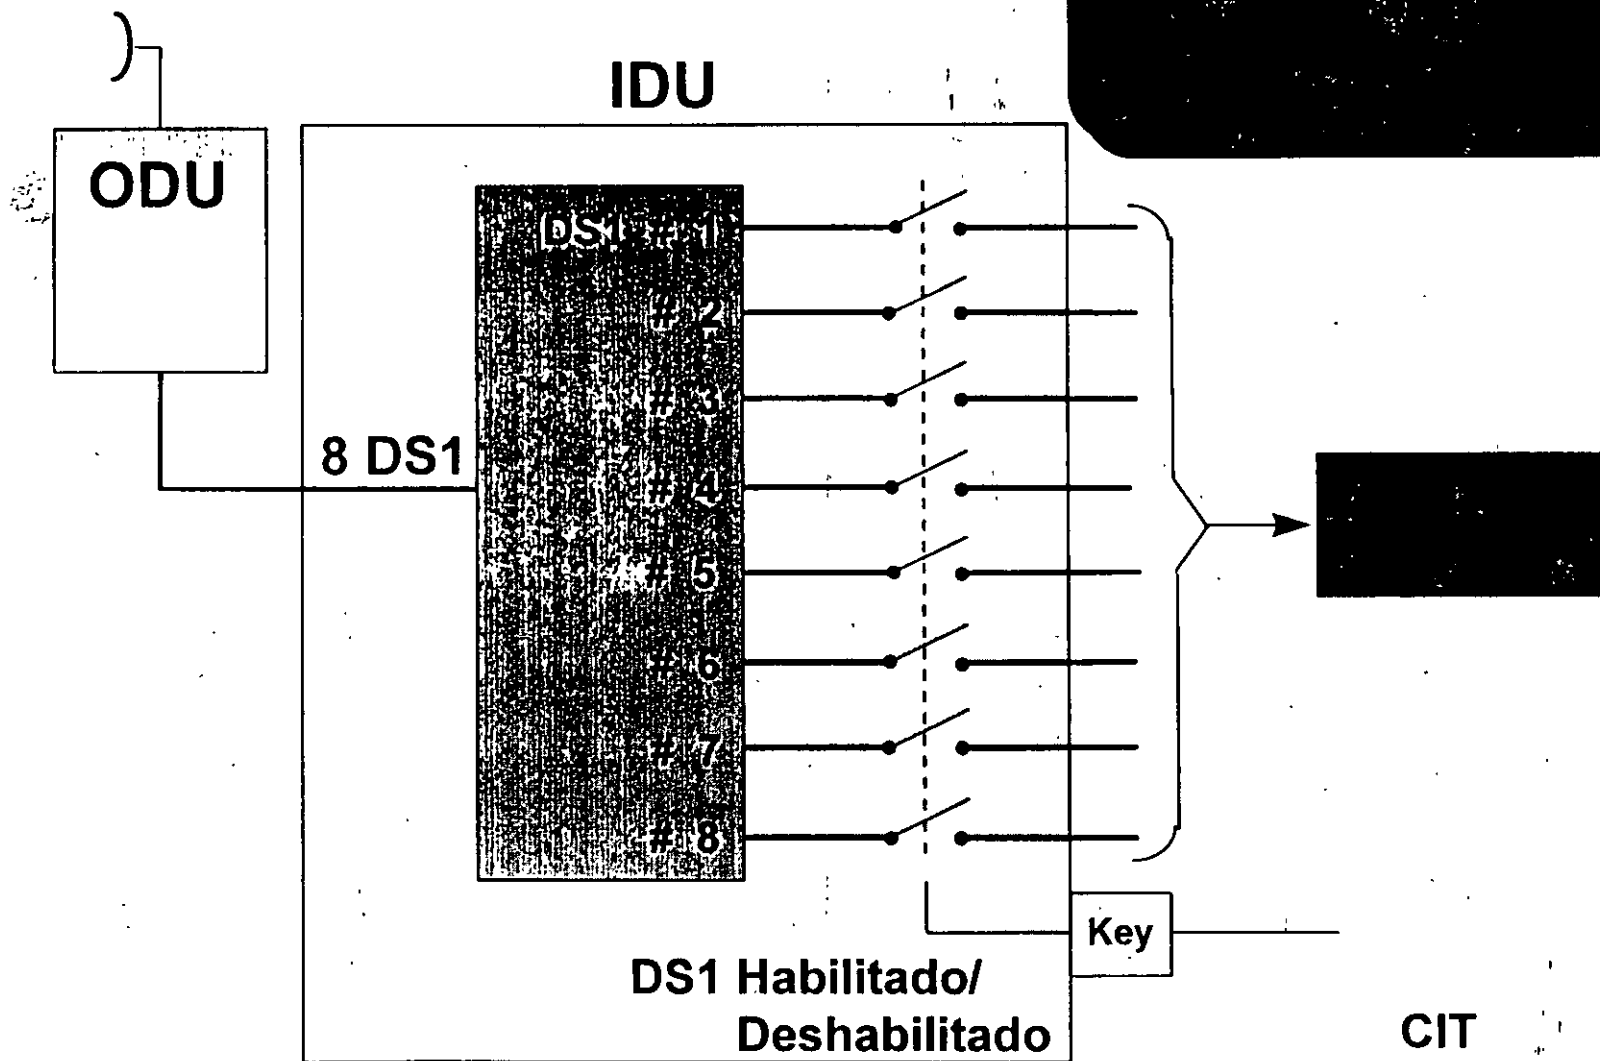 IDU
ODU
DS1 # 1
# 2
# 3
8 DS1
# 4
# 5
# 6
# 7
# 8
Key
DS1 Habilitado/
Deshabilitado
CIT